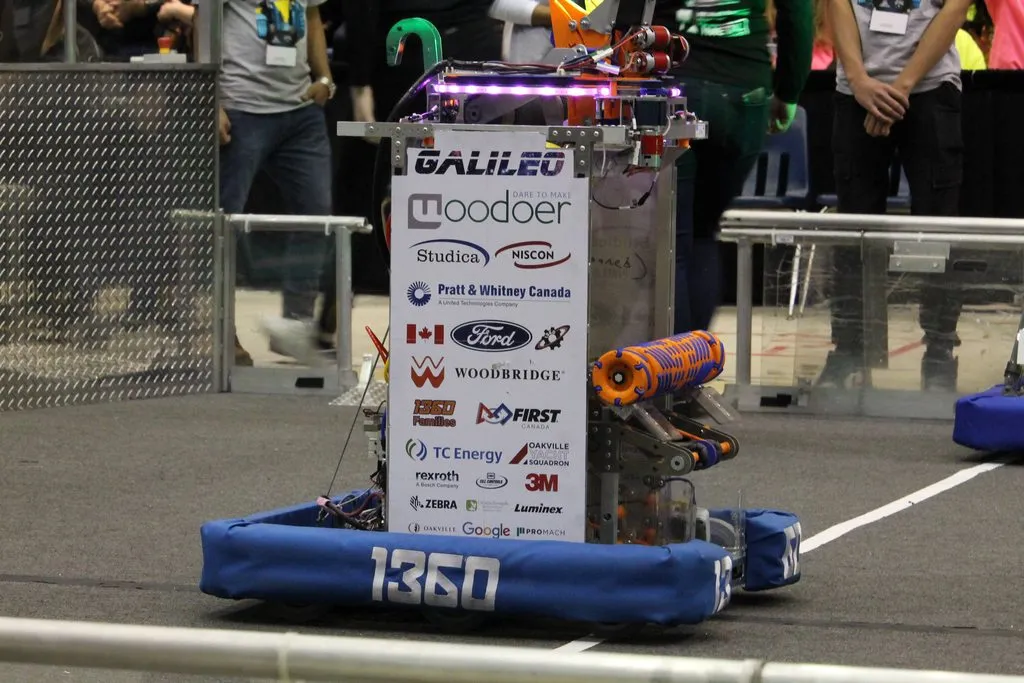 GALILEO
DARE TO MAKE
woodoer
Studica NISCON
Pratt & Whitney Canada
A United Technologies Company
Ford
WOODBRIDGE
1360 Families
FIRST
CANADA
TC Energy OAKVILLE YACHT SQUADRON
rexroth
A Bosch Company
3M
ZEBRA Luminex
OAKVILLE Google PROMACH
1360
13